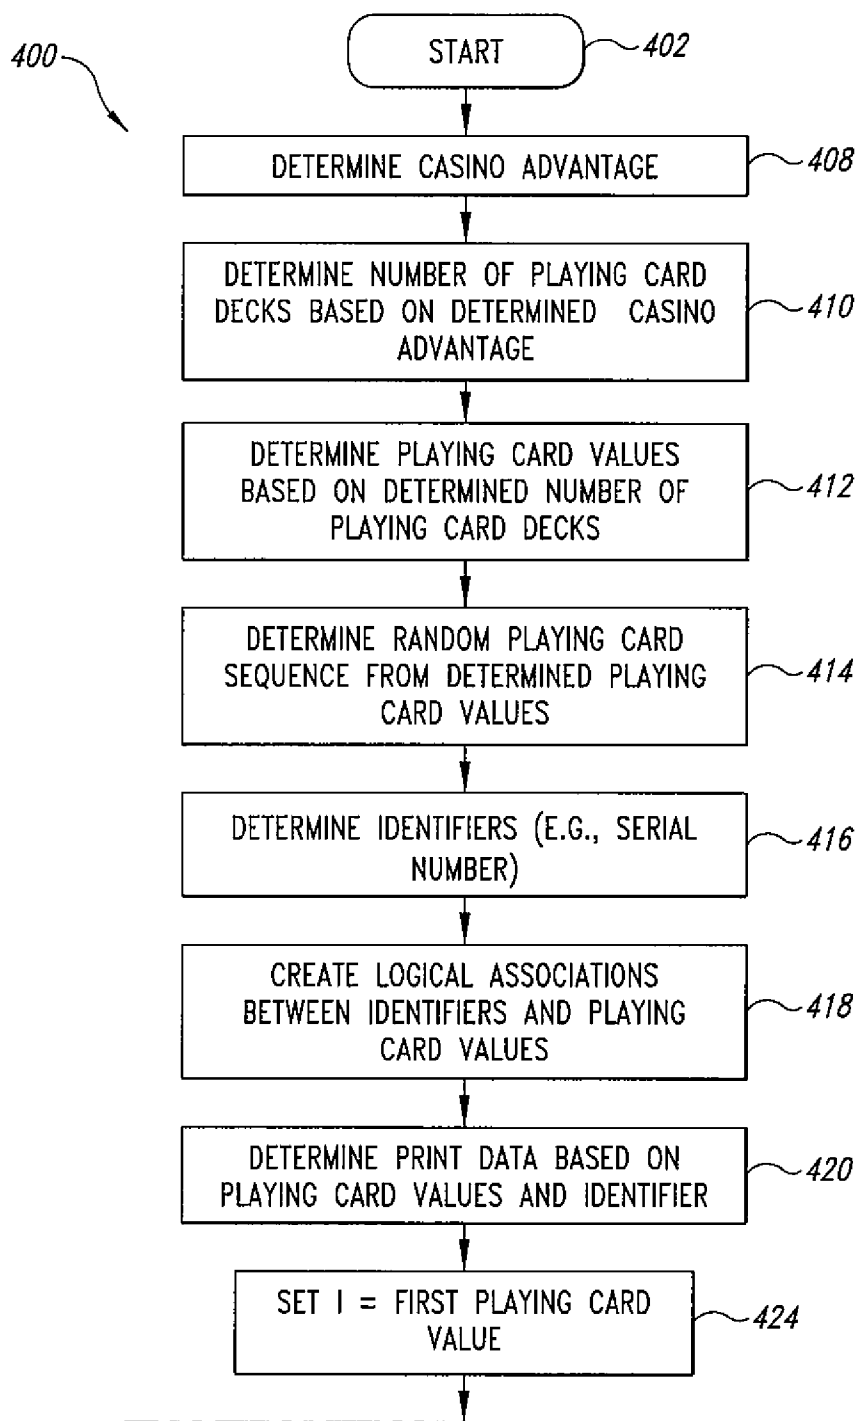 400
START
402
DETERMINE CASINO ADVANTAGE
408
DETERMINE NUMBER OF PLAYING CARD
DECKS BASED ON DETERMINED CASINO
ADVANTAGE
410
DETERMINE PLAYING CARD VALUES
BASED ON DETERMINED NUMBER OF
PLAYING CARD DECKS
412
DETERMINE RANDOM PLAYING CARD
SEQUENCE FROM DETERMINED PLAYING
CARD VALUES
414
DETERMINE IDENTIFIERS (E.G., SERIAL
NUMBER)
416
CREATE LOGICAL ASSOCIATIONS
BETWEEN IDENTIFIERS AND PLAYING
CARD VALUES
418
DETERMINE PRINT DATA BASED ON
PLAYING CARD VALUES AND IDENTIFIER
420
SET I = FIRST PLAYING CARD
VALUE
424